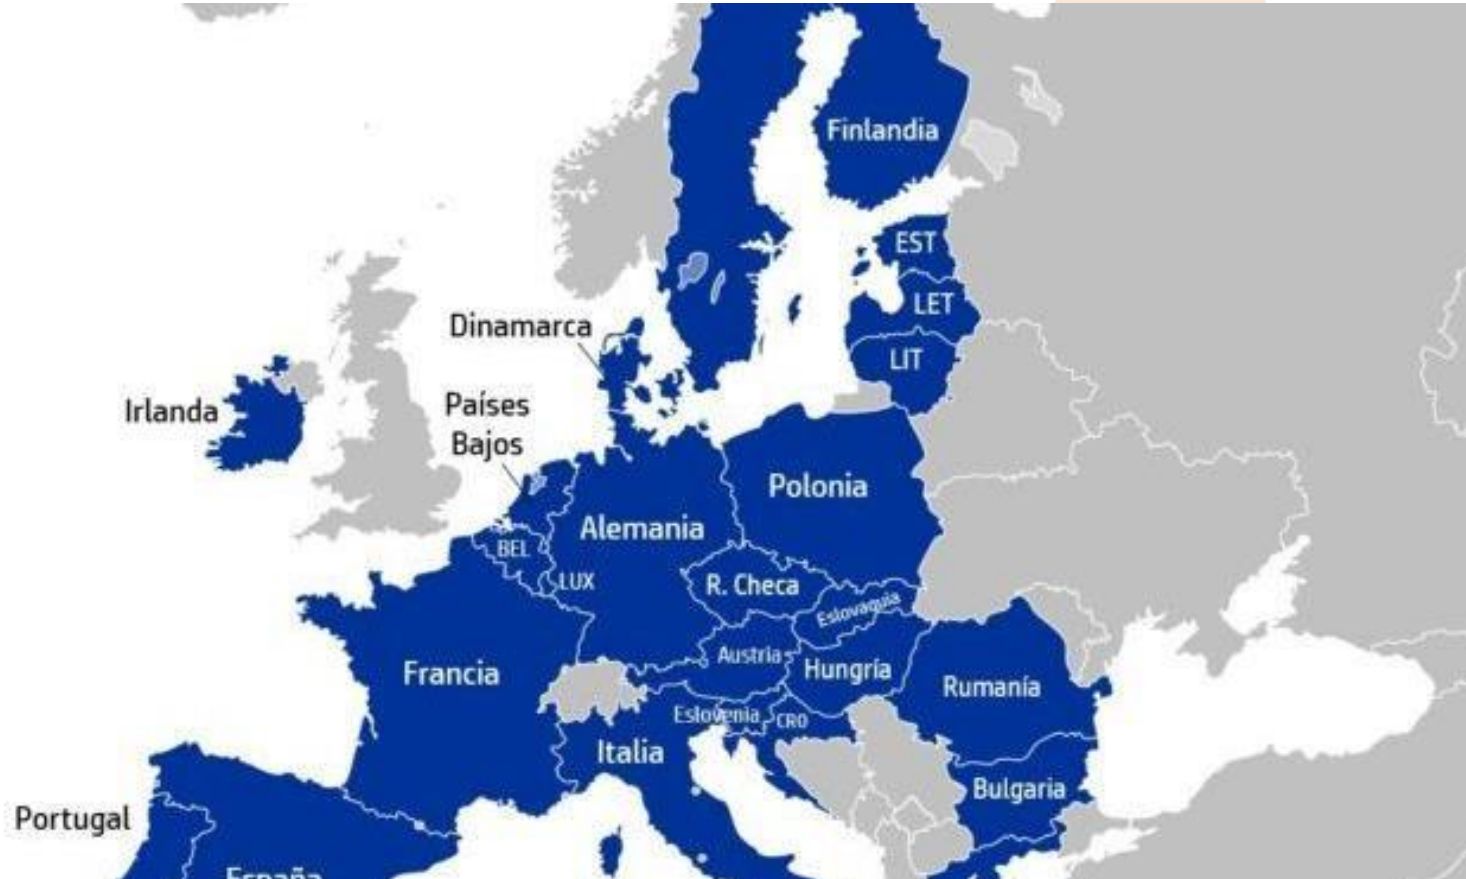 Finlandia
EST
LET
Dinamarca
LIT
Irlanda
Países
Bajos
Polonia
Alemania
BEL
LUX
R. Checa
Eslovaquia
Austria
Hungría
Francia
Rumanía
Eslovenia
CRO
Italia
Bulgaria
Portugal
España